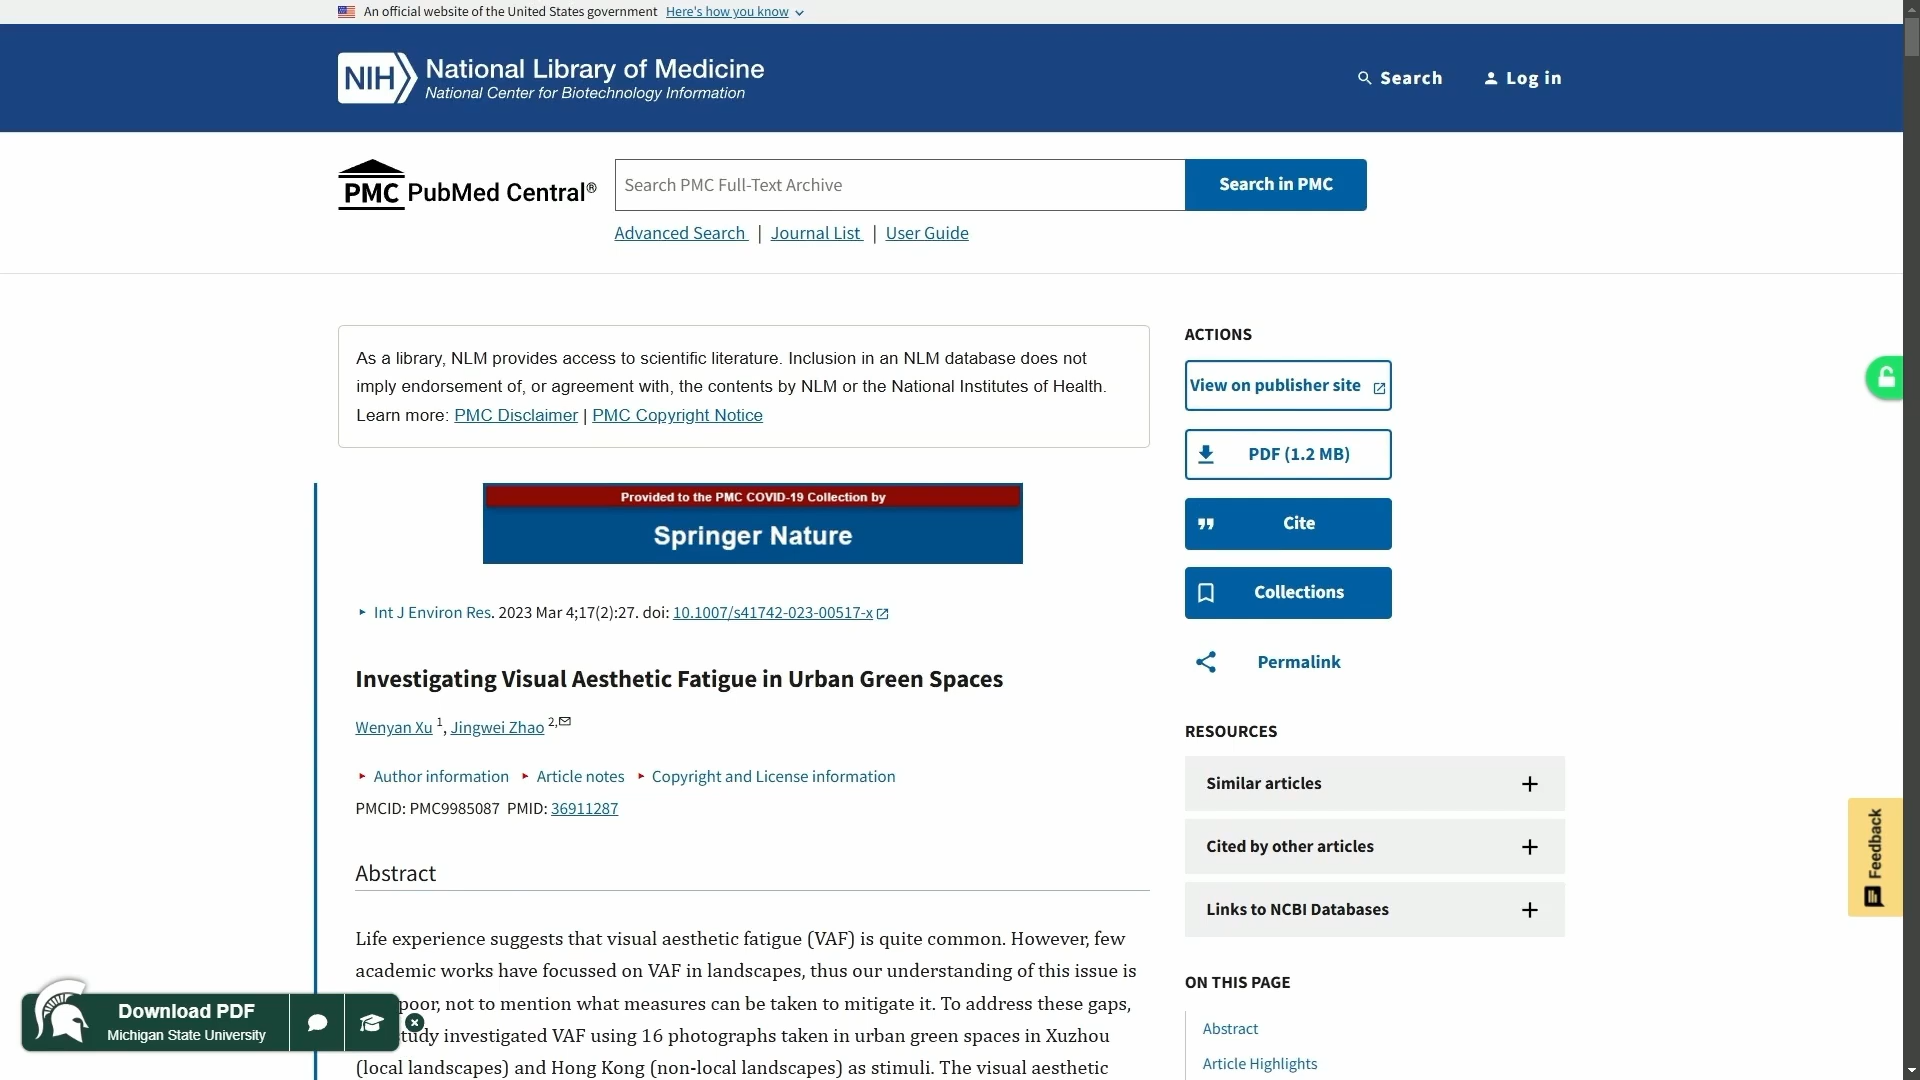 An official website of the United States government Here's how you know
NIH National Library of Medicine
National Center for Biotechnology Information
Search Log in
PMC PubMed Central®
Search PMC Full-Text Archive
Search in PMC
Advanced Search | Journal List | User Guide
As a library, NLM provides access to scientific literature. Inclusion in an NLM database does not
imply endorsement of, or agreement with, the contents by NLM or the National Institutes of Health.
Learn more: PMC Disclaimer | PMC Copyright Notice
Provided to the PMC COVID-19 Collection by
Springer Nature
Int J Environ Res. 2023 Mar 4;17(2):27. doi: 10.1007/s41742-023-00517-x
Investigating Visual Aesthetic Fatigue in Urban Green Spaces
Wenyan Xu 1, Jingwei Zhao 2,
Author information Article notes Copyright and License information
PMCID: PMC9985087 PMID: 36911287
Abstract
Life experience suggests that visual aesthetic fatigue (VAF) is quite common. However, few
academic works have focussed on VAF in landscapes, thus our understanding of this issue is
poor, not to mention what measures can be taken to mitigate it. To address these gaps,
investigated VAF using 16 photographs taken in urban green spaces in Xuzhou
(local landscapes) and Hong Kong (non-local landscapes) as stimuli. The visual aesthetic
ACTIONS
View on publisher site
PDF (1.2 MB)
Cite
Collections
Permalink
RESOURCES
Similar articles
Cited by other articles
Links to NCBI Databases
ON THIS PAGE
Abstract
Article Highlights
Feedback
Download PDF
Michigan State University